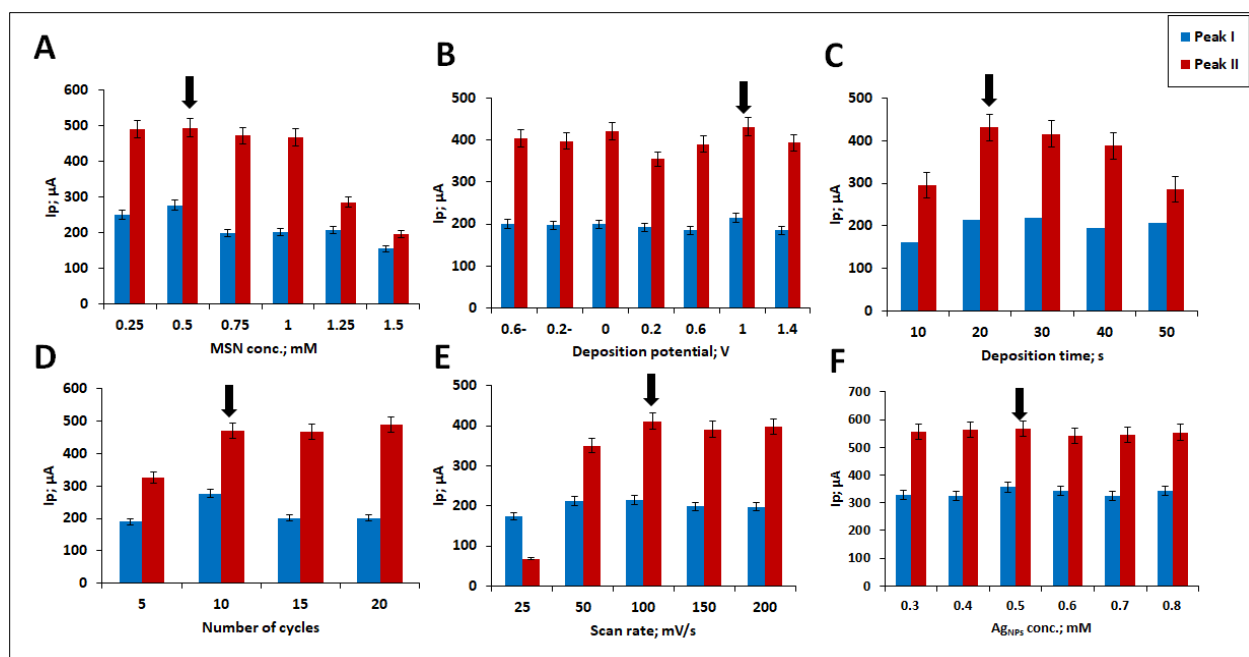 Peak I
Peak II
A
600
500
400
300
200
100
0
Ip; µA
0.25 0.5 0.75 1 1.25 1.5
MSN conc.; mM
B
500
400
300
200
100
0
Ip; µA
0.6- 0.2- 0 0.2 0.6 1 1.4
Deposition potential; V
C
500
400
300
200
100
0
Ip; µA
10 20 30 40 50
Deposition time; s
D
600
500
400
300
200
100
0
Ip; µA
5 10 15 20
Number of cycles
E
500
400
300
200
100
0
Ip; µA
25 50 100 150 200
Scan rate; mV/s
F
700
600
500
400
300
200
100
0
Ip; µA
0.3 0.4 0.5 0.6 0.7 0.8
AgNPs conc.; mM